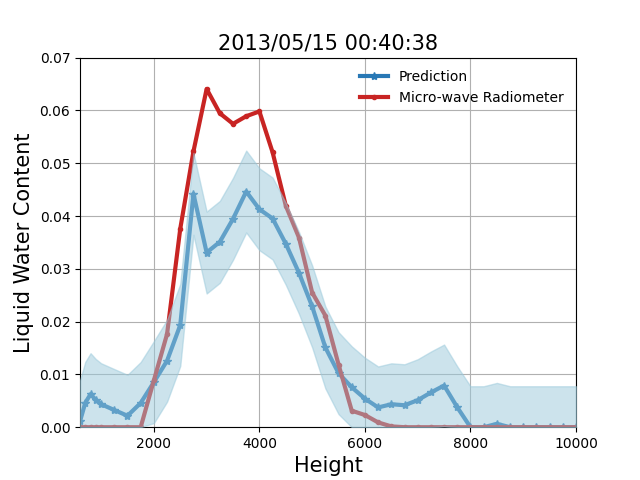 2013/05/15 00:40:38
Prediction
Micro-wave Radiometer
Liquid Water Content
0.07
0.06
0.05
0.04
0.03
0.02
0.01
0.00
2000 4000 6000 8000 10000
Height